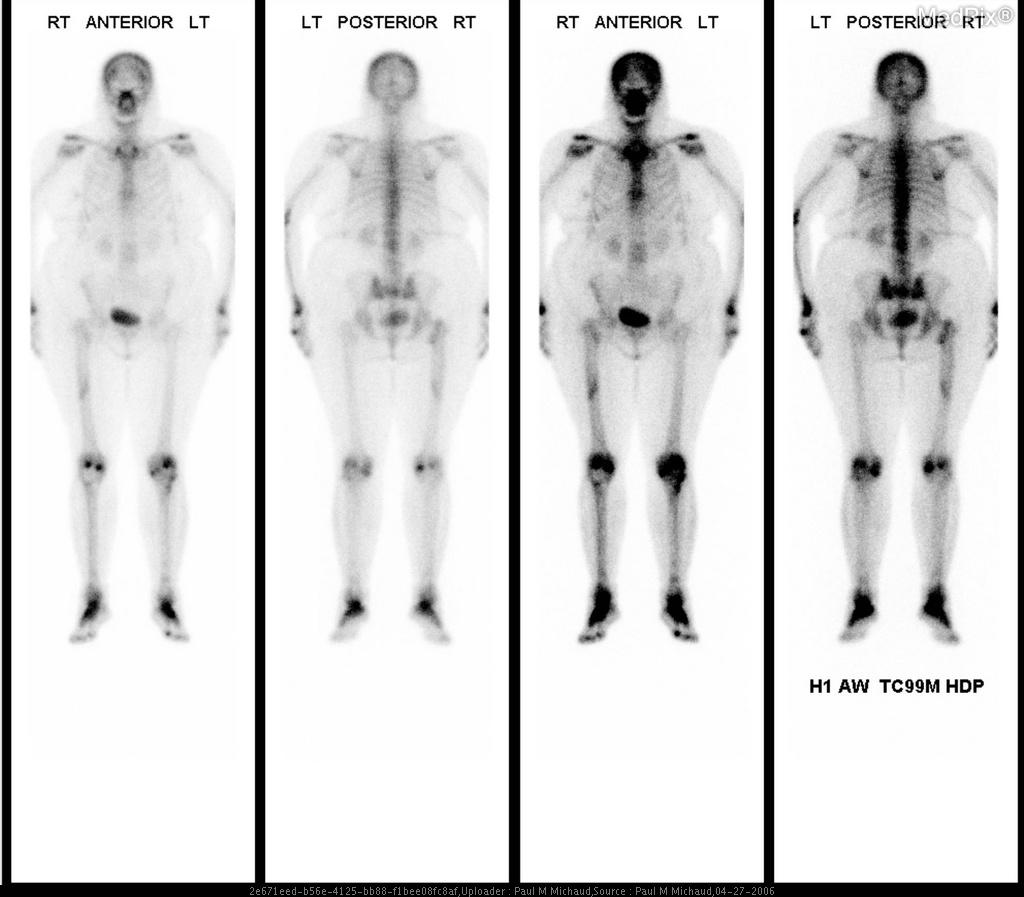 RT ANTERIOR LT
LT POSTERIOR RT
RT ANTERIOR LT
LT POSTERIOR RT
MedPix®
H1 AW TC99M HDP
2e671eed-b56e-4125-bb88-f1bee08fc8af,Uploader : Paul M Michaud,Source : Paul M Michaud,04-27-2006